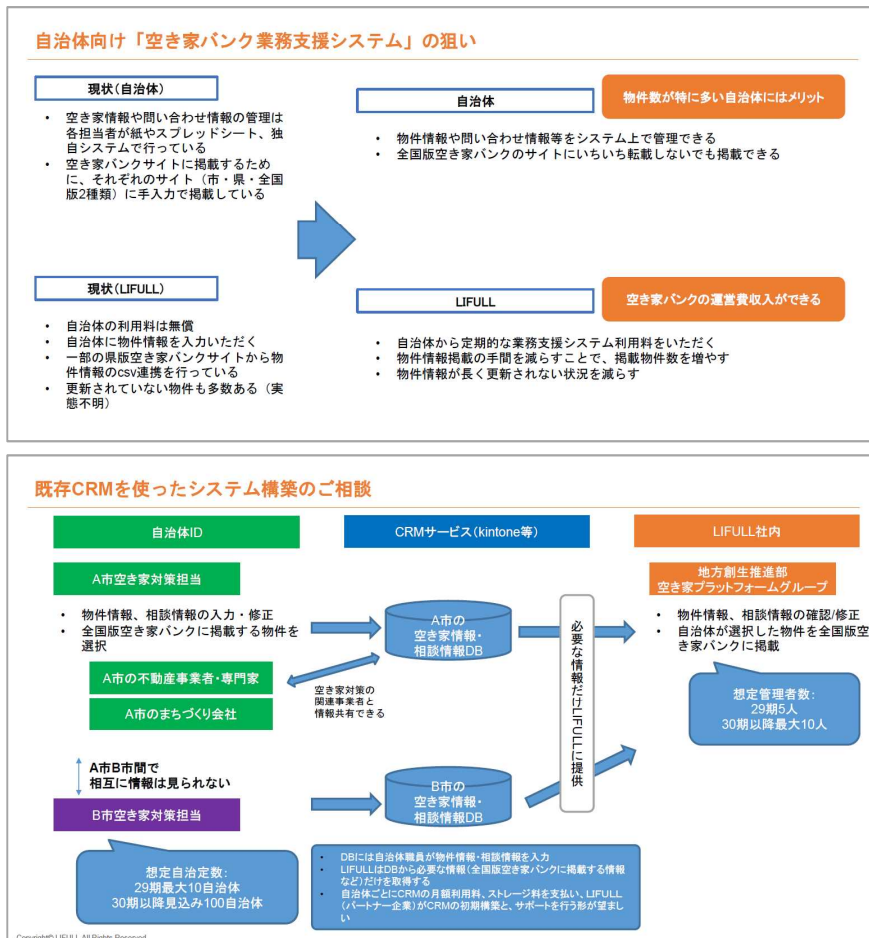 自治体向け「空き家バンク業務支援システム」の狙い
現状(自治体)
• 空き家情報や問い合わせ情報の管理は
各担当者が紙やスプレッドシート、独
自システムで行っている
• 空き家バンクサイトに掲載するため
に、それぞれのサイト（市・県・全国
版2種類）に手入力で掲載している
自治体
物件数が特に多い自治体にはメリット
• 物件情報や問い合わせ情報等をシステム上で管理できる
• 全国版空き家バンクのサイトにいちいち転載しないでも掲載できる
現状(LIFULL)
• 自治体の利用料は無償
• 自治体に物件情報を入力いただく
• 一部の県版空き家バンクサイトから物
件情報のcsv連携を行っている
• 更新されていない物件も多数ある（実
態不明）
LIFULL
空き家バンクの運営費収入ができる
• 自治体から定期的な業務支援システム利用料をいただく
• 物件情報掲載の手間を減らすことで、掲載物件数を増やす
• 物件情報が長く更新されない状況を減らす
既存CRMを使ったシステム構築のご相談
自治体ID
CRMサービス(kintone等)
LIFULL社内
A市空き家対策担当
地方創生推進部
空き家プラットフォームグループ
• 物件情報、相談情報の入力・修正
• 全国版空き家バンクに掲載する物件を
選択
A市の
空き家情報・
相談情報DB
必要な情報だけLIFULLに提供
• 物件情報、相談情報の確認/修正
• 自治体が選択した物件を全国版空
き家バンクに掲載
A市の不動産事業者・専門家
A市のまちづくり会社
空き家対策の
関連事業者と
情報共有できる
想定管理者数：
29期5人
30期以降最大10人
A市B市間で
相互に情報は見られない
B市空き家対策担当
B市の
空き家情報・
相談情報DB
想定自治定数：
29期最大10自治体
30期以降見込み100自治体
• DBには自治体職員が物件情報・相談情報を入力
• LIFULLはDBから必要な情報(全国版空き家バンクに掲載する情報
など)だけを取得する
• 自治体ごとにCRMの月額利用料、ストレージ料を支払い、LIFULL
(パートナー企業)がCRMの初期構築と、サポートを行う形が望まし
い
Copyright© LIFULL All Rights Reserved